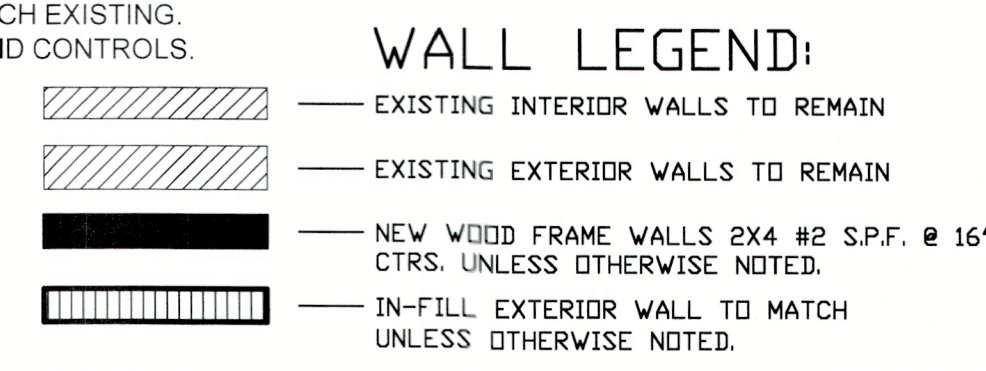 CH EXISTING.
ND CONTROLS.
WALL LEGEND:
EXISTING INTERIOR WALLS TO REMAIN
EXISTING EXTERIOR WALLS TO REMAIN
NEW WOOD FRAME WALLS 2X4 #2 S.P.F. @ 16"
CTRS. UNLESS OTHERWISE NOTED.
IN-FILL EXTERIOR WALL TO MATCH
UNLESS OTHERWISE NOTED.